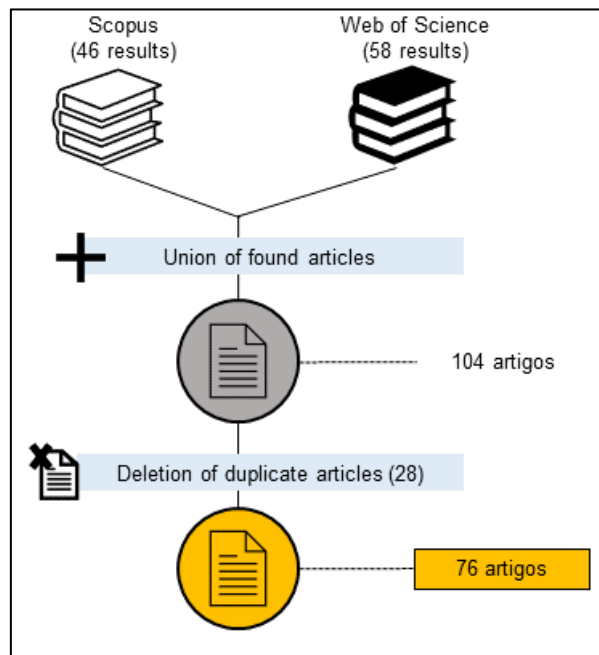 Scopus
(46 results)
Web of Science
(58 results)
Union of found articles
104 artigos
Deletion of duplicate articles (28)
76 artigos